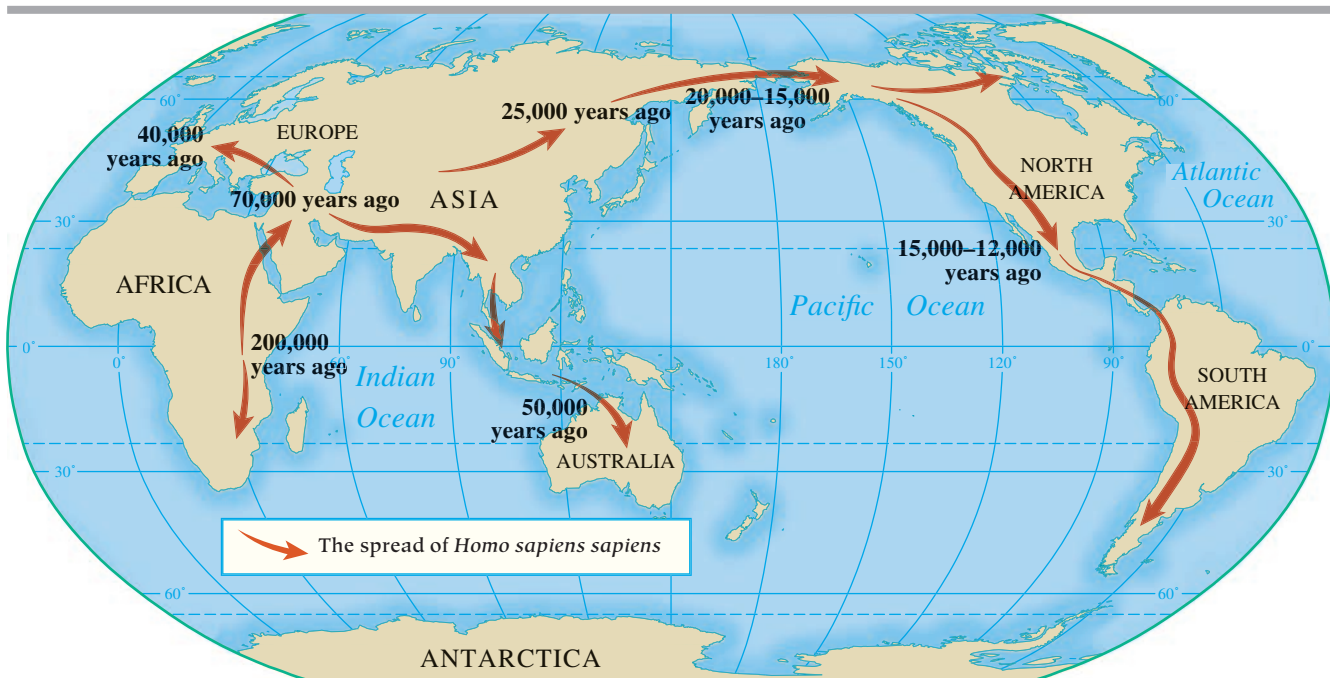 60˚
60˚
20,000–15,000
years ago
25,000 years ago
EUROPE
40,000
years ago
NORTH
AMERICA
Atlantic
Ocean
70,000 years ago
ASIA
30˚
30˚
15,000–12,000
years ago
AFRICA
Pacific Ocean
200,000
years ago
0˚
0˚
0˚
60˚
90˚
180˚
150˚
120˚
90˚
Indian
Ocean
SOUTH
AMERICA
50,000
years ago
AUSTRALIA
30˚
30˚
The spread of Homo sapiens sapiens
60˚
60˚
ANTARCTICA